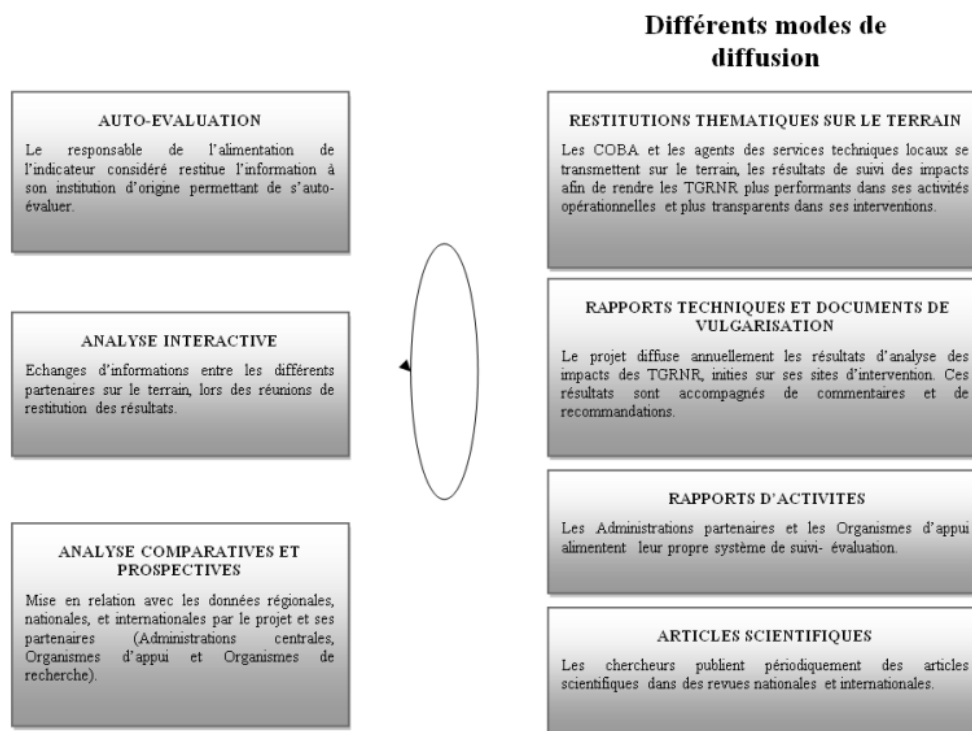 Différents modes de
diffusion
AUTO-EVALUATION
Le responsable de l'alimentation de
l'indicateur considéré restitue l'information à
son institution d'origine permettant de s'auto-
évaluer.
ANALYSE INTERACTIVE
Echanges d'informations entre les différents
partenaires sur le terrain, lors des réunions de
restitution des résultats.
ANALYSE COMPARATIVES ET
PROSPECTIVES
Mise en relation avec les données régionales,
nationales, et internationales par le projet et ses
partenaires (Administrations centrales,
Organismes d'appui et Organismes de
recherche).
RESTITUTIONS THEMATIQUES SUR LE TERRAIN
Les COBA et les agents des services techniques locaux se
transmettent sur le terrain, les résultats de suivi des impacts
afin de rendre les TGRNR plus performants dans ses activités
opérationnelles et plus transparents dans ses interventions.
RAPPORTS TECHNIQUES ET DOCUMENTS DE
VULGARISATION
Le projet diffuse annuellement les résultats d'analyse des
impacts des TGRNR, inities sur ses sites d'intervention. Ces
résultats sont accompagnés de commentaires et de
recommandations.
RAPPORTS D'ACTIVITES
Les Administrations partenaires et les Organismes d'appui
alimentent leur propre système de suivi- évaluation.
ARTICLES SCIENTIFIQUES
Les chercheurs publient périodiquement des articles
scientifiques dans des revues nationales et internationales.